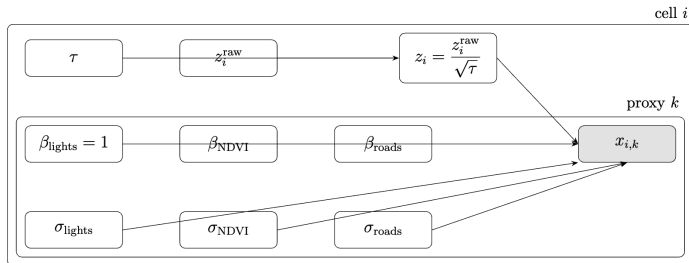 cell i
τ
z_i^raw
z_i = z_i^raw / √τ
proxy k
β_lights = 1
β_NDVI
β_roads
x_{i,k}
σ_lights
σ_NDVI
σ_roads